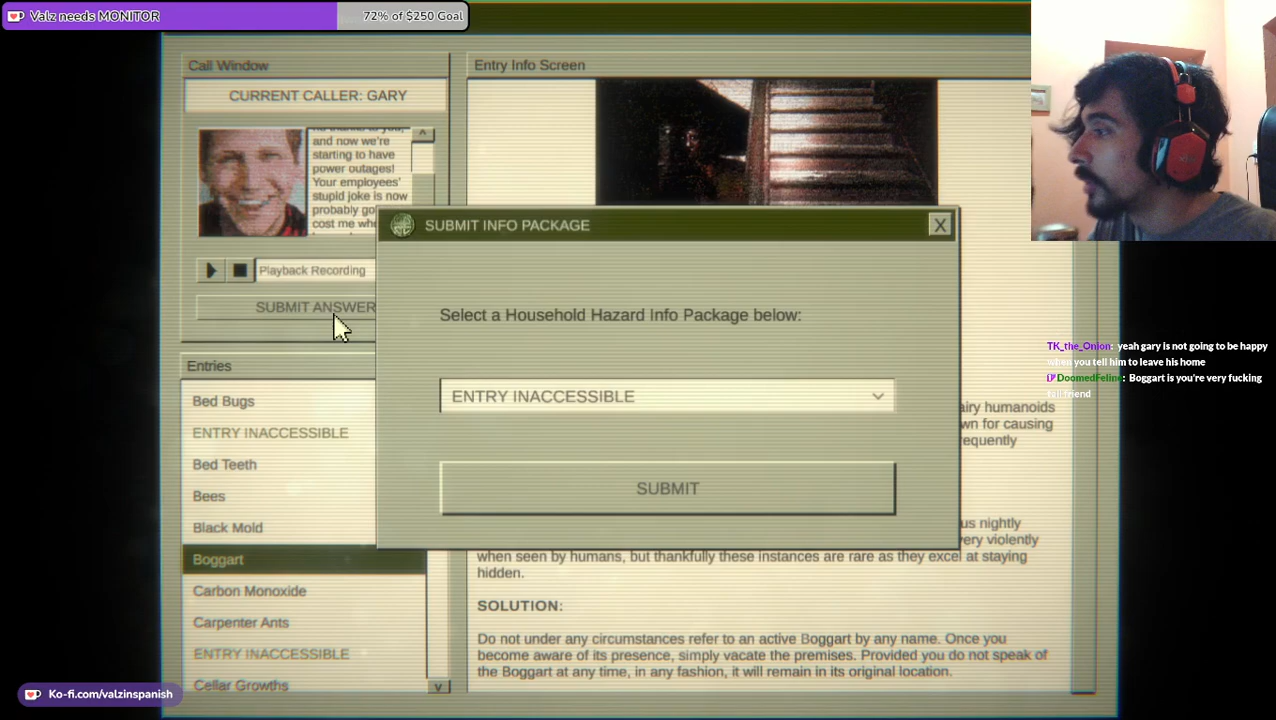 Valz needs MONITOR
72% of $250 Goal
Call Window
CURRENT CALLER: GARY
and now we're
starting to have
power outages!
Your employees'
stupid joke is now
probably
cost me
Playback Recording
SUBMIT ANSWER
Entries
Bed Bugs
ENTRY INACCESSIBLE
Bed Teeth
Bees
Black Mold
Boggart
Carbon Monoxide
Carpenter Ants
ENTRY INACCESSIBLE
Cellar Growths
Entry Info Screen
SUBMIT INFO PACKAGE
X
Select a Household Hazard Info Package below:
ENTRY INACCESSIBLE
SUBMIT
airy humanoids
wn for causing
requently
us nightly
very violently
when seen by humans, but thankfully these instances are rare as they excel at staying
hidden.
SOLUTION:
Do not under any circumstances refer to an active Boggart by any name. Once you
become aware of its presence, simply vacate the premises. Provided you do not speak of
the Boggart at any time, in any fashion, it will remain in its original location.
TK_the_Onion: yeah gary is not going to be happy
when you tell him to leave his home
DoomedFeline: Boggart is you're very fucking
tall friend
Ko-fi.com/valzinspanish